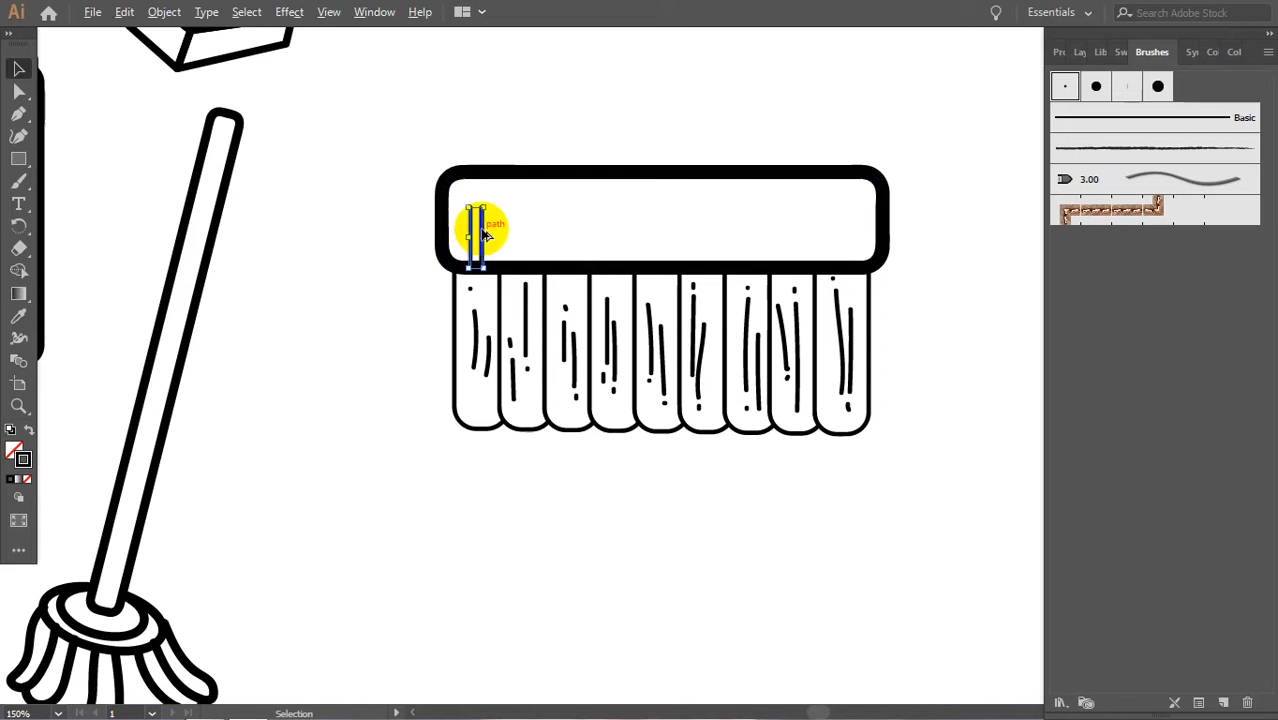 Ai File Edit Object Type Select Effect View Window Help Essentials Search Adobe Stock
Brushes
Basic
3.00
path
150% 1 Selection